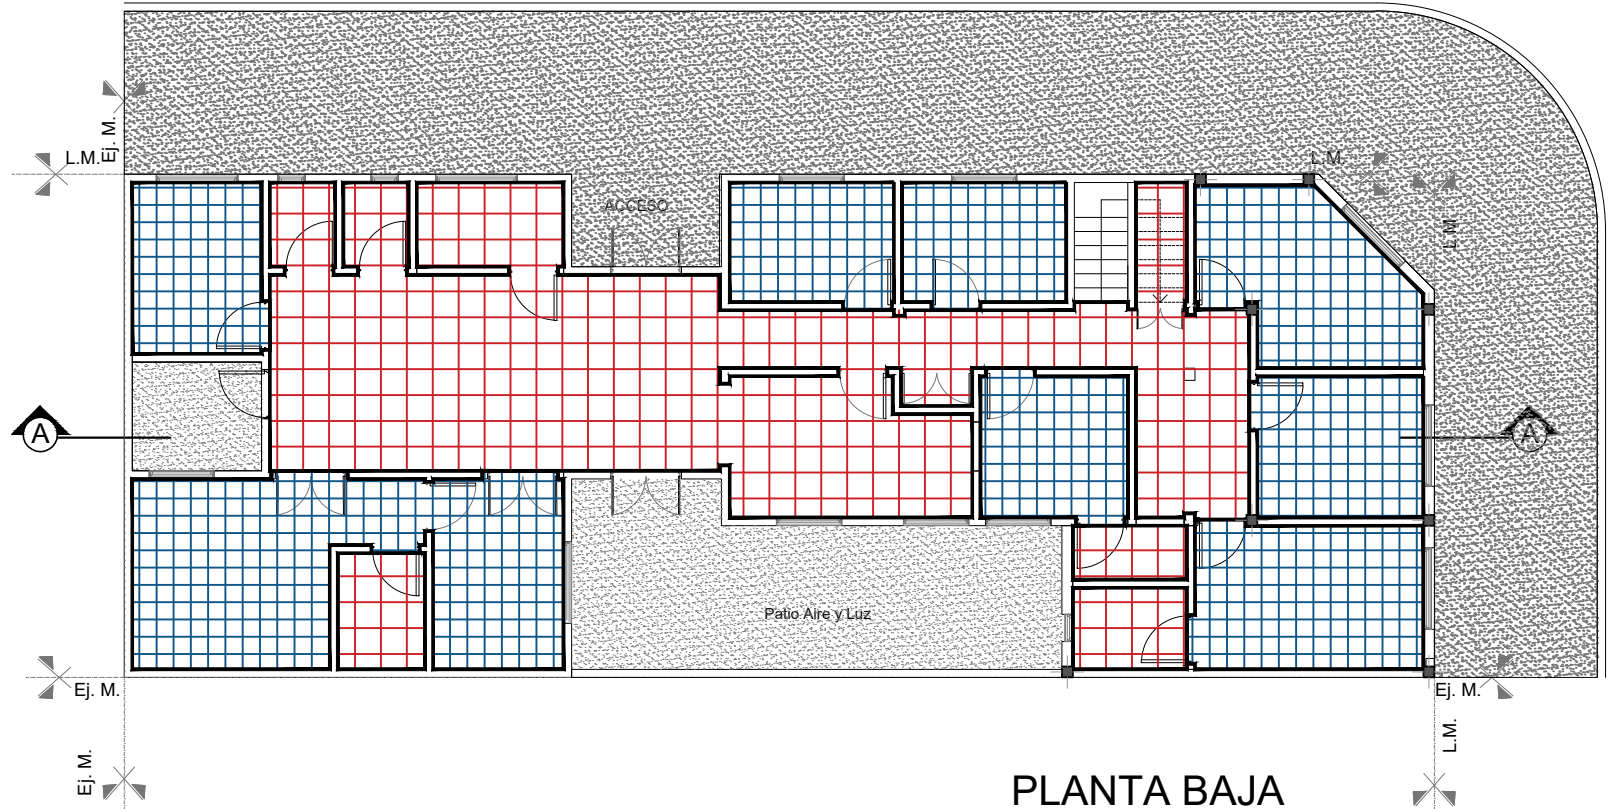 Ej. M.
L.M.
L.M.
L.M
ACCESO
A
A
Patio Aire y Luz
Ej. M.
Ej. M.
Ej. M.
L.M.
PLANTA BAJA